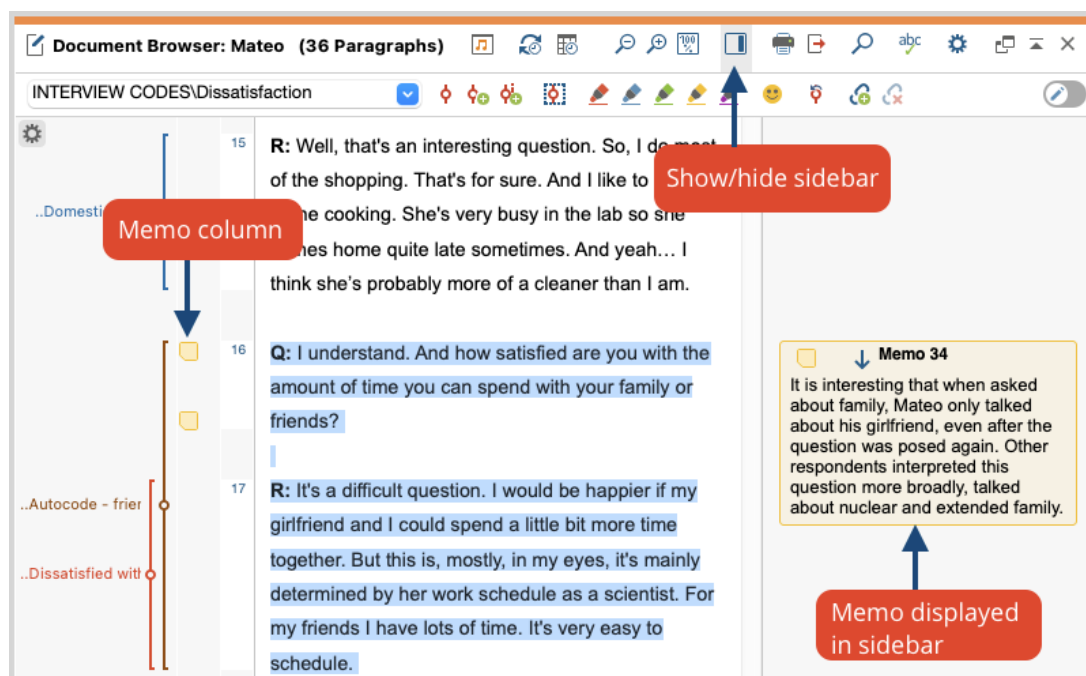 Document Browser: Mateo (36 Paragraphs)
100
%
abc
INTERVIEW CODES\Dissatisfaction
15
R: Well, that's an interesting question. So, I do most
of the shopping. That's for sure. And I like to
Show/hide sidebar
..Domesti
cooking. She's very busy in the lab so she
Memo column
home quite late sometimes. And yeah… I
think she's probably more of a cleaner than I am.
16
Q: I understand. And how satisfied are you with the
amount of time you can spend with your family or
friends?
Memo 34
It is interesting that when asked
about family, Mateo only talked
about his girlfriend, even after the
question was posed again. Other
respondents interpreted this
question more broadly, talked
about nuclear and extended family.
17
R: It's a difficult question. I would be happier if my
..Autocode - frier
girlfriend and I could spend a little bit more time
together. But this is, mostly, in my eyes, it's mainly
..Dissatisfied with
determined by her work schedule as a scientist. For
my friends I have lots of time. It's very easy to
schedule.
Memo displayed
in sidebar